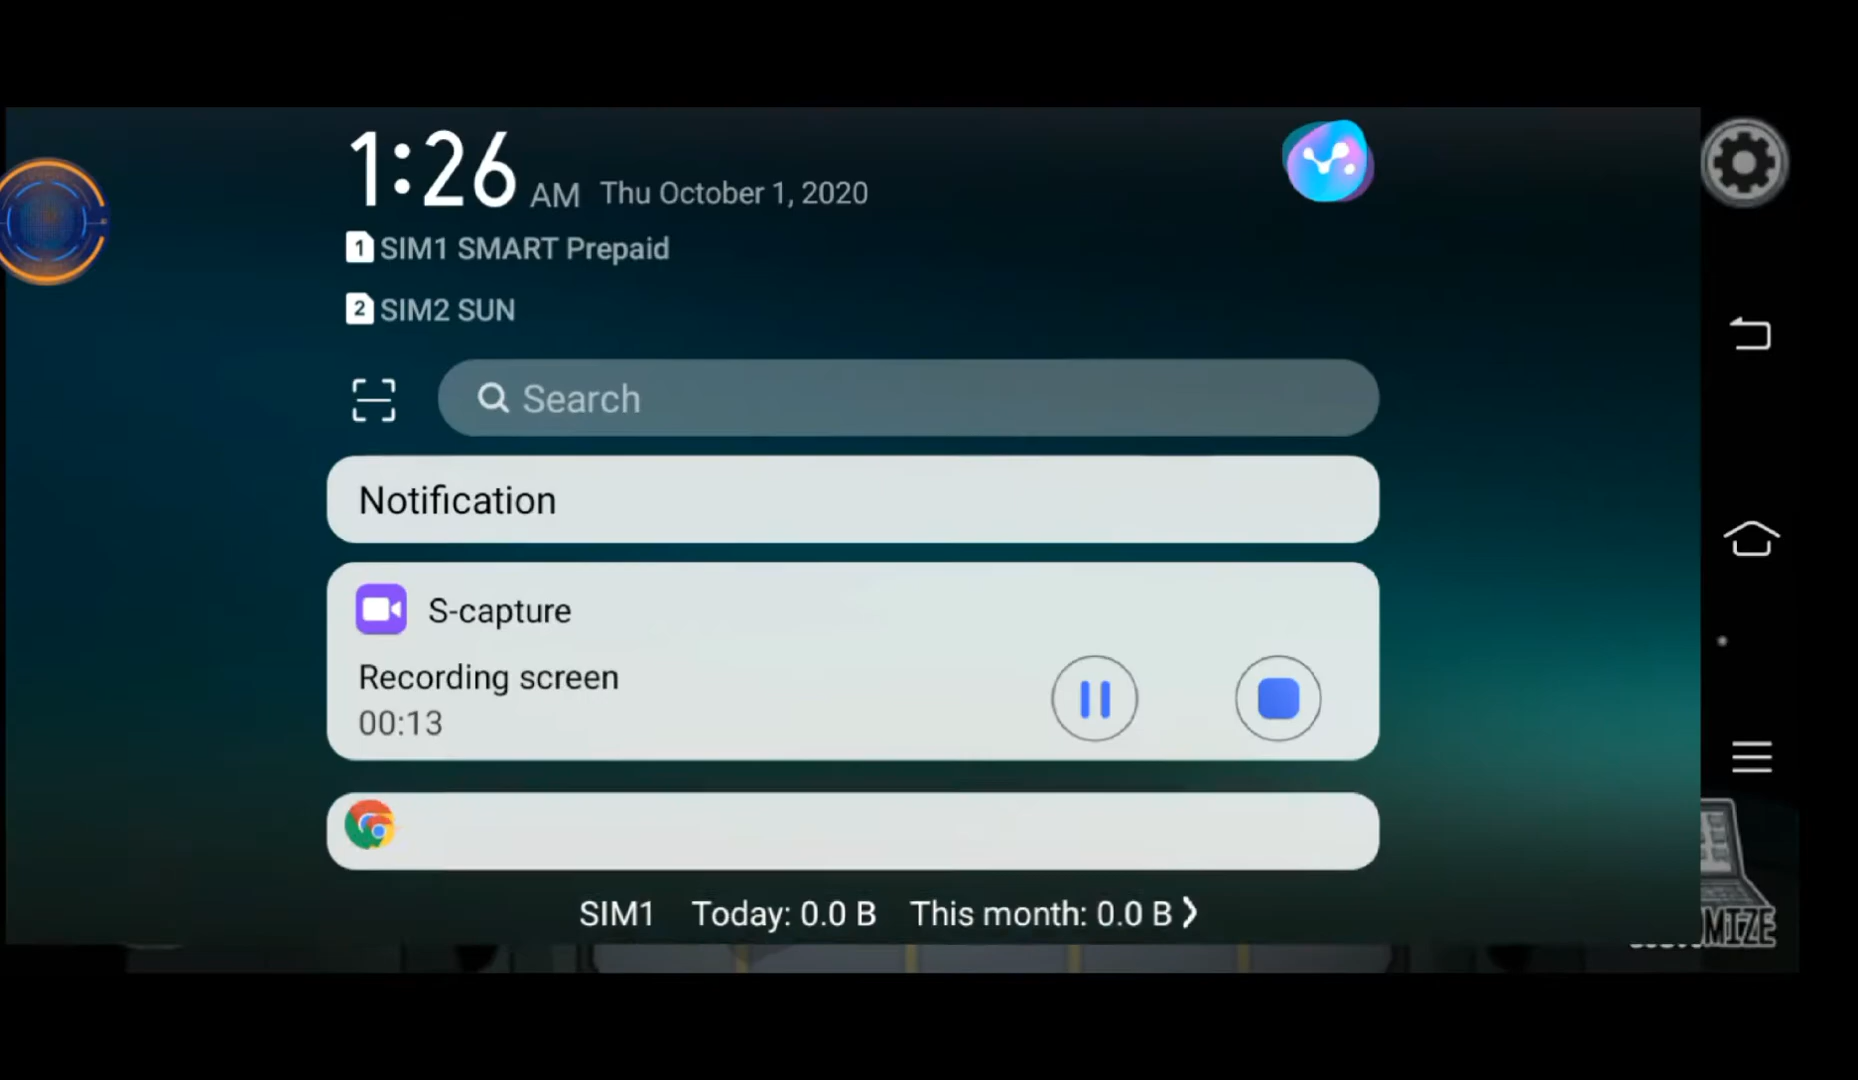 1:26 AM Thu October 1, 2020
1 SIM1 SMART Prepaid
2 SIM2 SUN
Search
Notification
S-capture
Recording screen
00:13
SIM1 Today: 0.0 B This month: 0.0 B